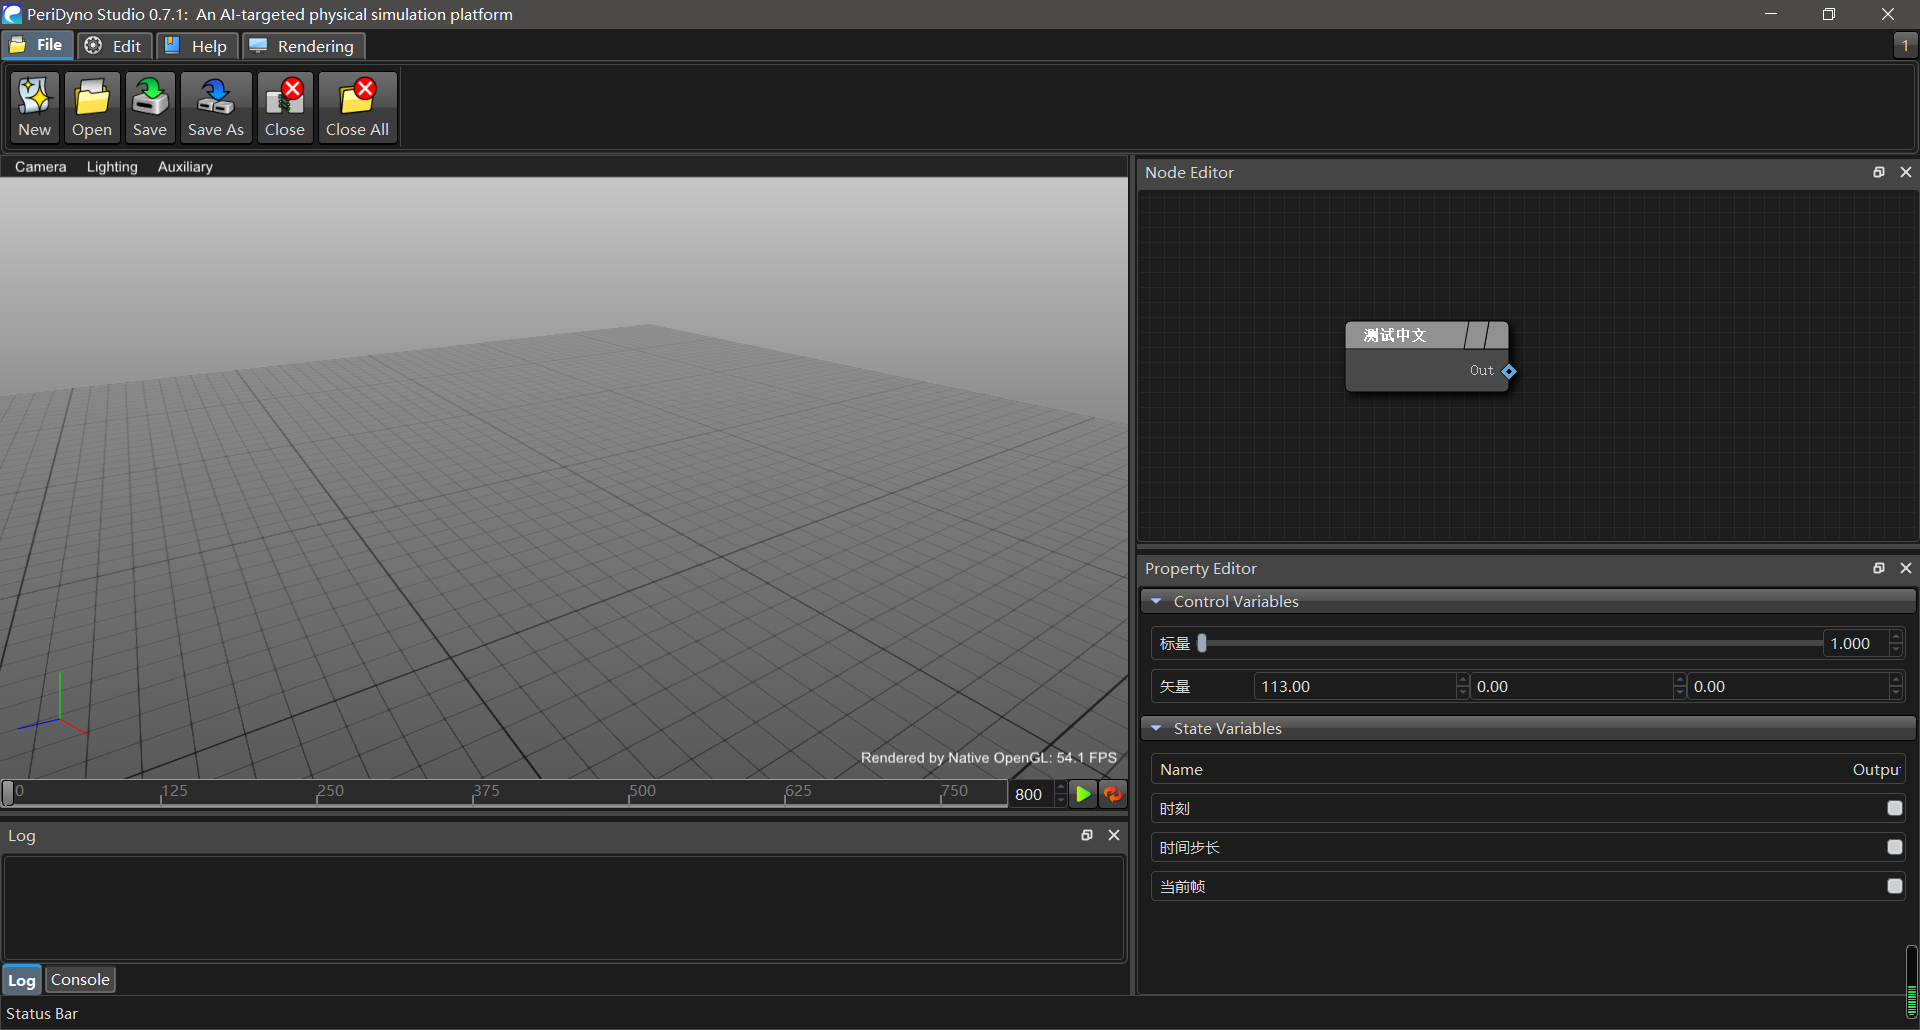 PeriDyno Studio 0.7.1:  An AI-targeted physical simulation platform
File Edit Help Rendering 1
New Open Save Save As Close Close All
Camera Lighting Auxiliary
Node Editor
测试中文
Out
Rendered by Native OpenGL: 54.1 FPS
0 125 250 375 500 625 750 800
Property Editor
Control Variables
标量 1.000
矢量 113.00 0.00 0.00
State Variables
Name Outpu
时刻
时间步长
当前帧
Log
Log Console
Status Bar